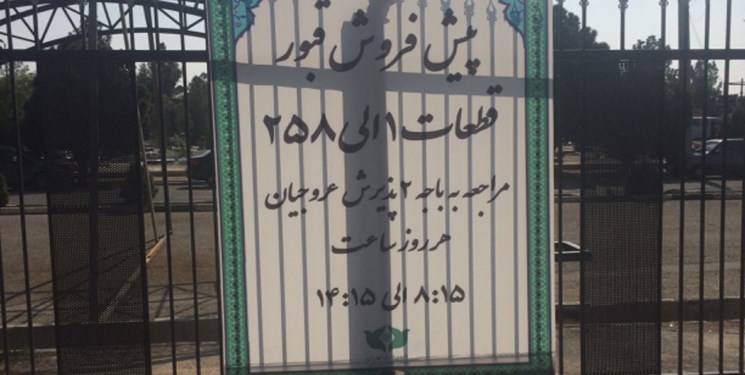 پیش فروش قبور
قطعات ۱ الی ۲۵۸
مراجعه به باجه ۲ پذیرش عروجیان
هر روز ساعت
۸:۱۵ الی ۱۴:۱۵